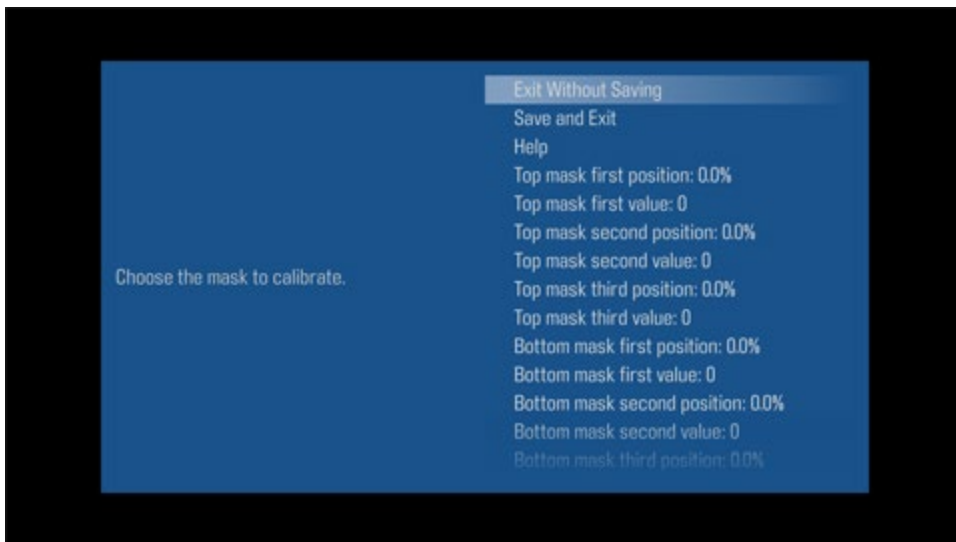 Choose the mask to calibrate.
Exit Without Saving
Save and Exit
Help
Top mask first position: 0.0%
Top mask first value: 0
Top mask second position: 0.0%
Top mask second value: 0
Top mask third position: 0.0%
Top mask third value: 0
Bottom mask first position: 0.0%
Bottom mask first value: 0
Bottom mask second position: 0.0%
Bottom mask second value: 0
Bottom mask third position: 0.0%